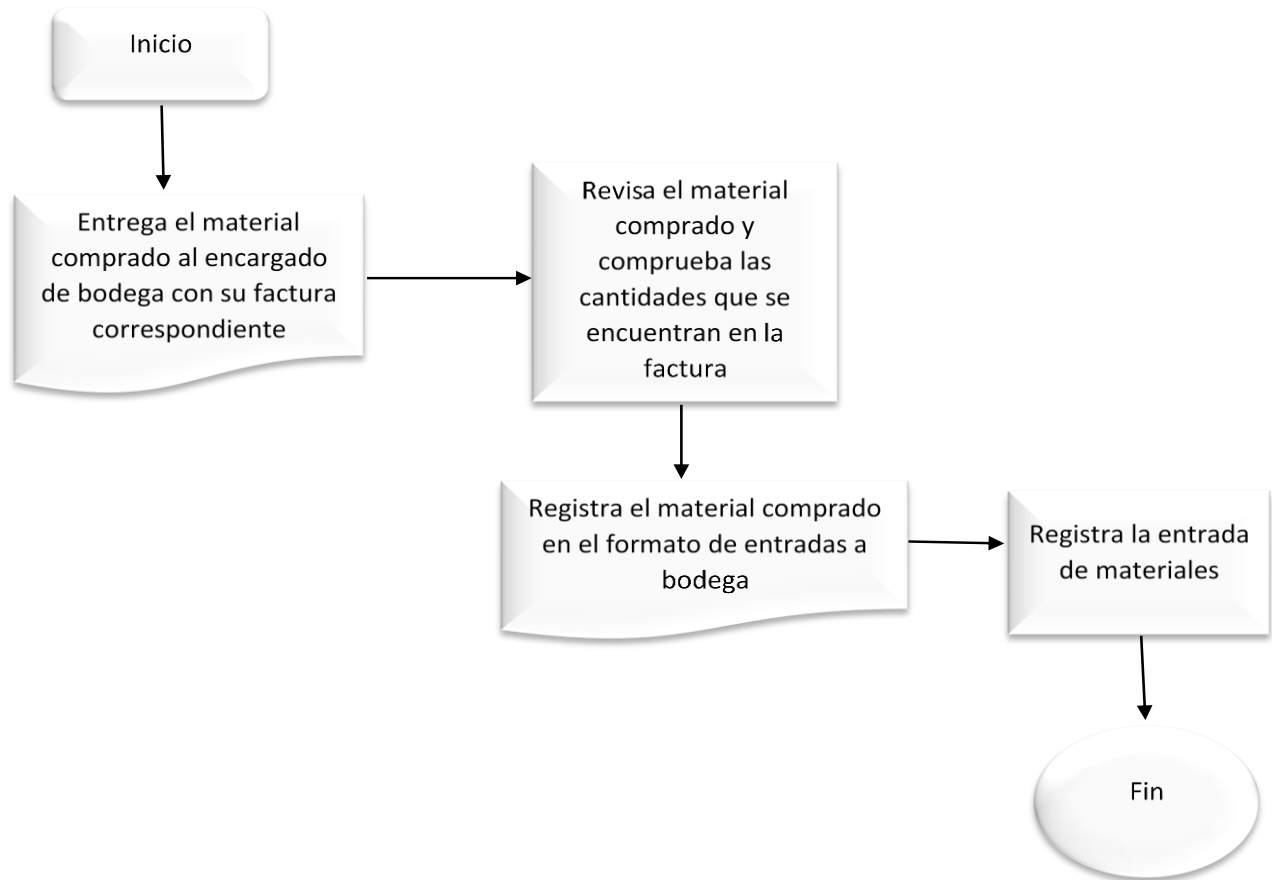 Inicio
Entrega el material
comprado al encargado
de bodega con su factura
correspondiente
Revisa el material
comprado y
comprueba las
cantidades que se
encuentran en la
factura
Registra el material comprado
en el formato de entradas a
bodega
Registra la entrada
de materiales
Fin